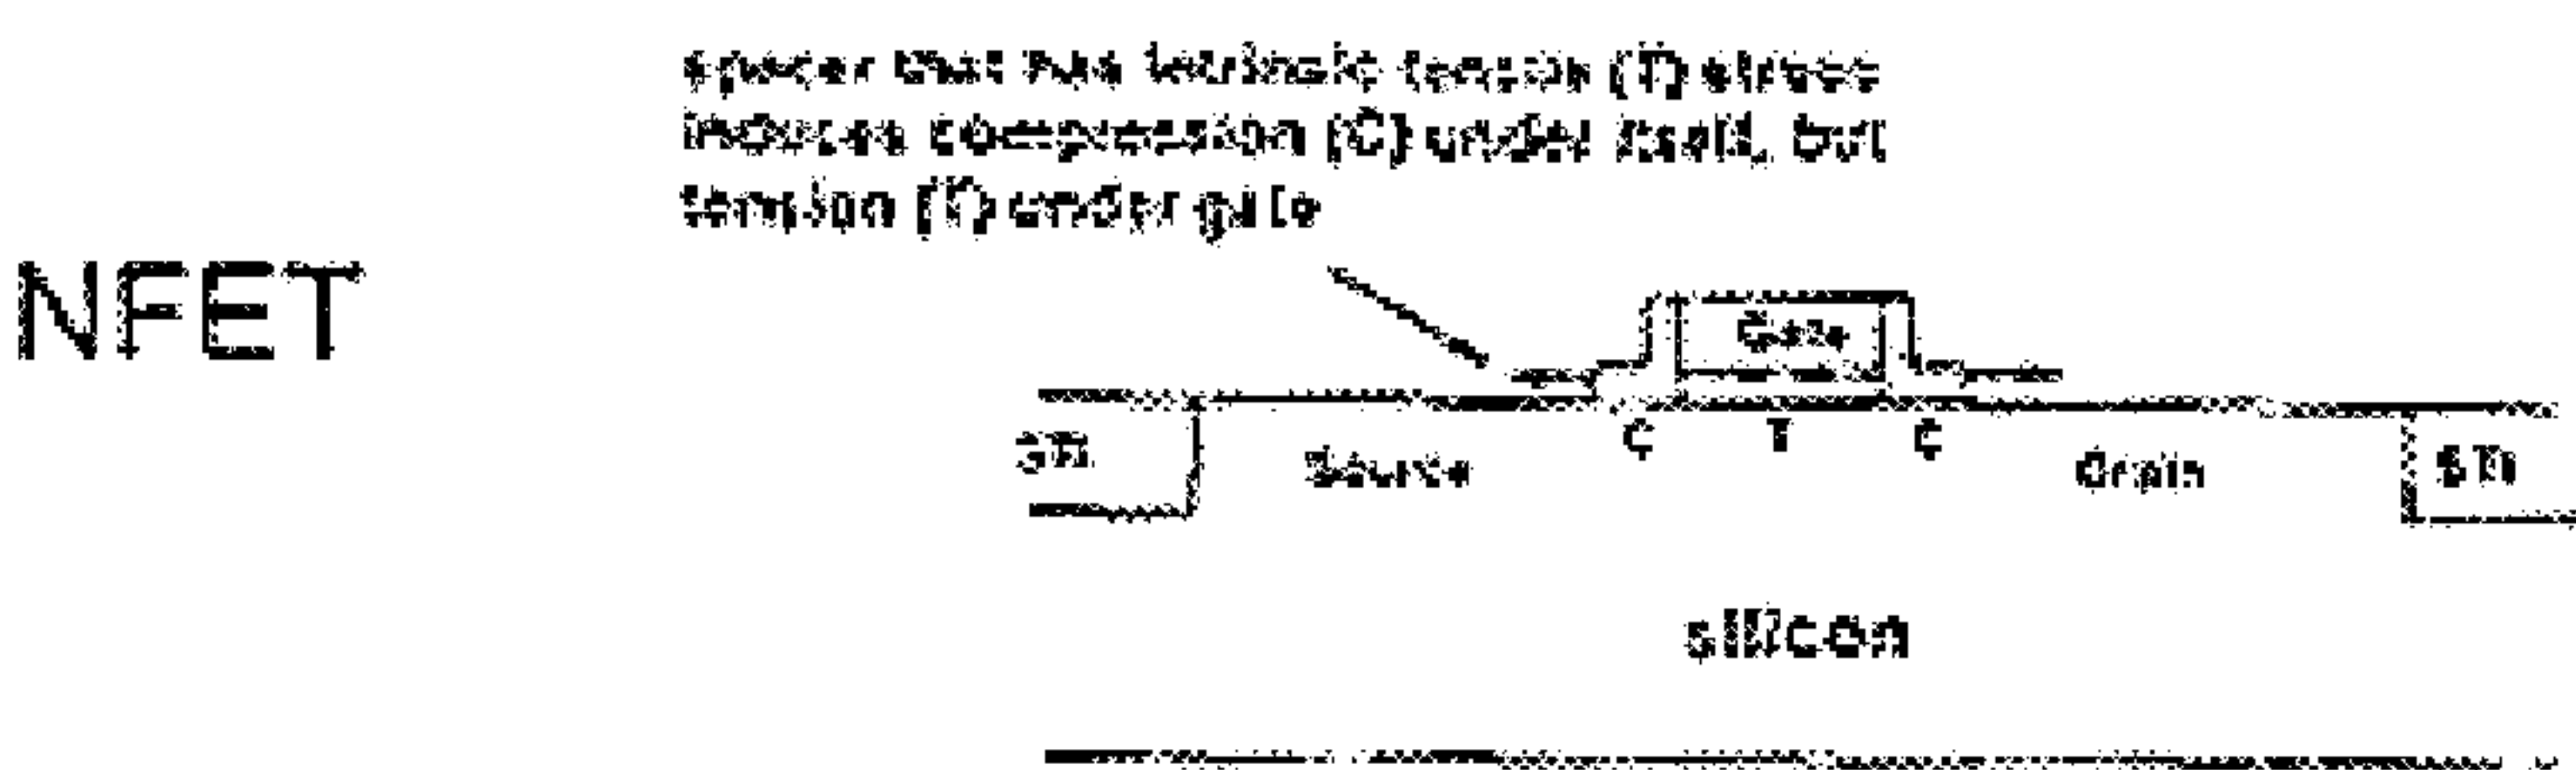 spacer that has intrinsic tension (T) stress
induces compression (C) under itself, but
tension (T) under gate
NFET
Gate
STI
Source
C
T
C
drain
STI
silicon